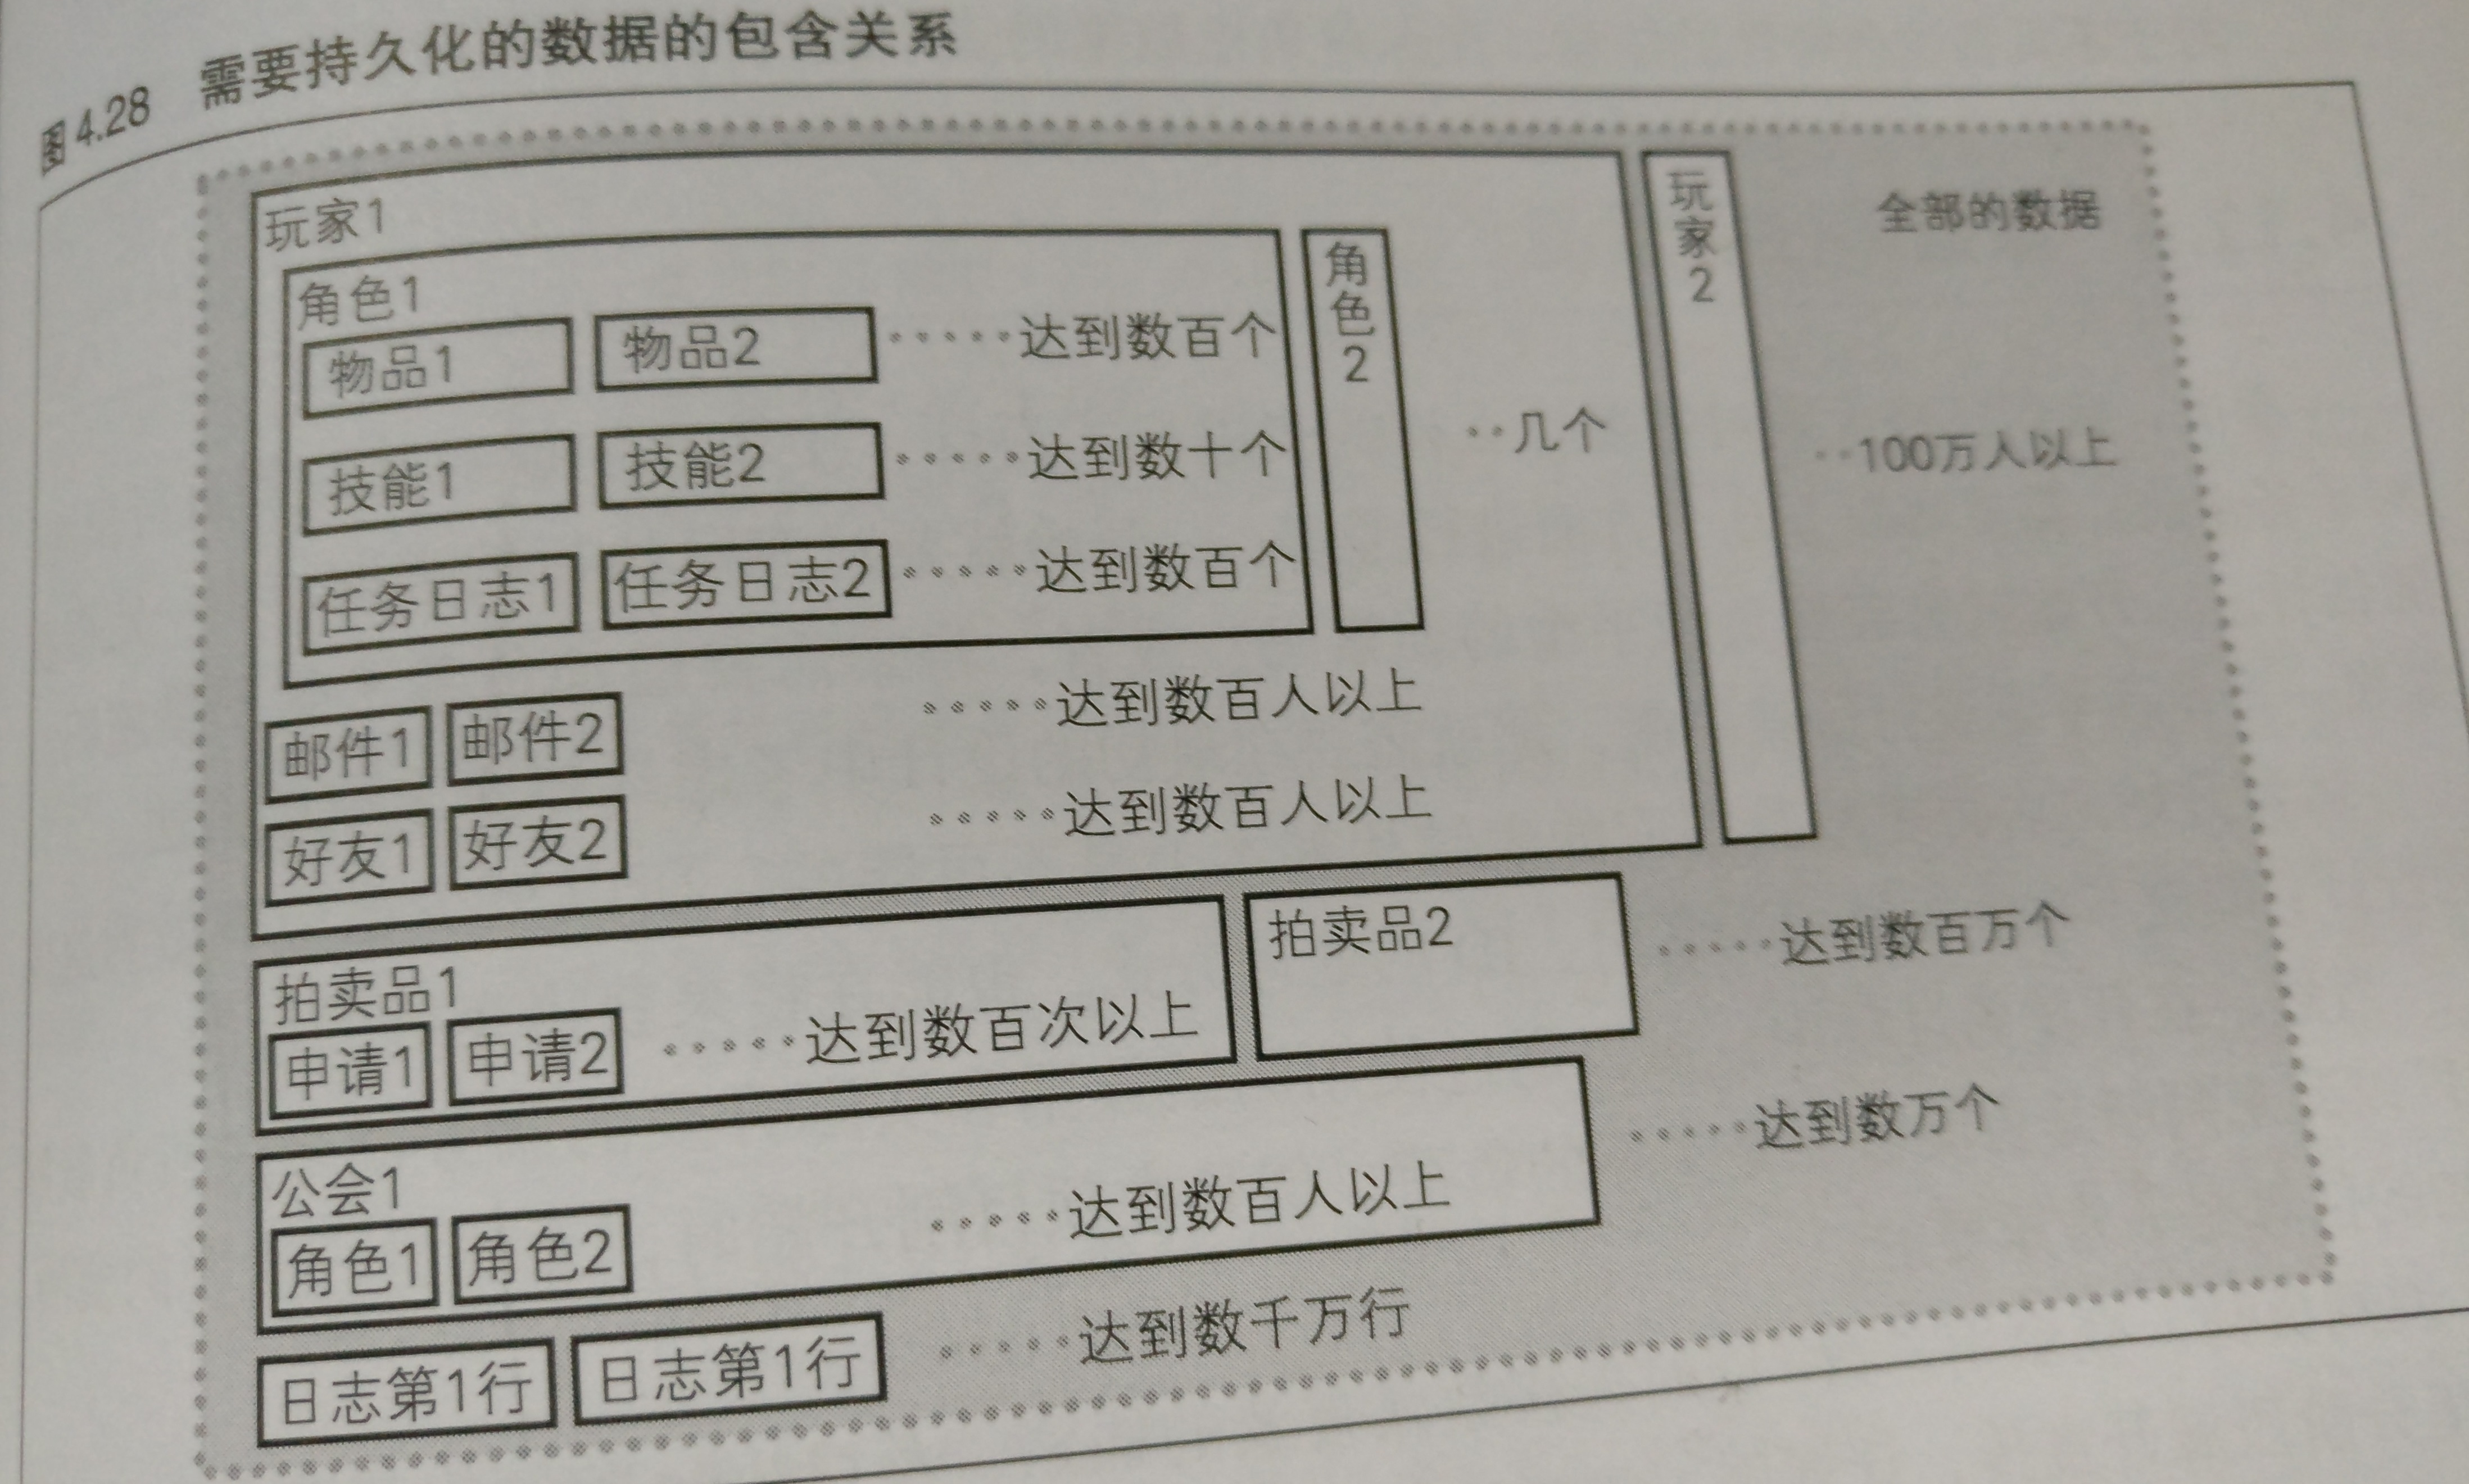 图4.28 需要持久化的数据的包含关系
全部的数据
玩家1
角色1
物品1 物品2 ·····达到数百个
技能1 技能2 ·····达到数十个
任务日志1 任务日志2 ·····达到数百个
角色2
··几个
邮件1 邮件2 ·····达到数百人以上
好友1 好友2 ·····达到数百人以上
玩家2
··100万人以上
拍卖品1
申请1 申请2 ·····达到数百次以上
拍卖品2
·····达到数百万个
公会1
角色1 角色2 ·····达到数百人以上
·····达到数万个
日志第1行 日志第1行 ·····达到数千万行